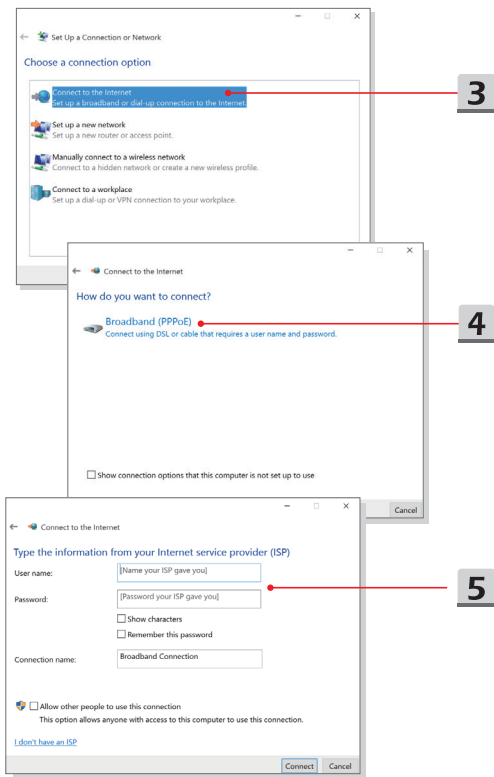 Set Up a Connection or Network
Choose a connection option
Connect to the Internet
Set up a broadband or dial-up connection to the Internet.
Set up a new network
Set up a new router or access point.
Manually connect to a wireless network
Connect to a hidden network or create a new wireless profile.
Connect to a workplace
Set up a dial-up or VPN connection to your workplace.
3
Connect to the Internet
How do you want to connect?
Broadband (PPPoE)
Connect using DSL or cable that requires a user name and password.
4
Show connection options that this computer is not set up to use
Cancel
Connect to the Internet
Type the information from your Internet service provider (ISP)
User name:
[Name your ISP gave you]
Password:
[Password your ISP gave you]
5
Show characters
Remember this password
Connection name:
Broadband Connection
Allow other people to use this connection
This option allows anyone with access to this computer to use this connection.
I don't have an ISP
Connect
Cancel